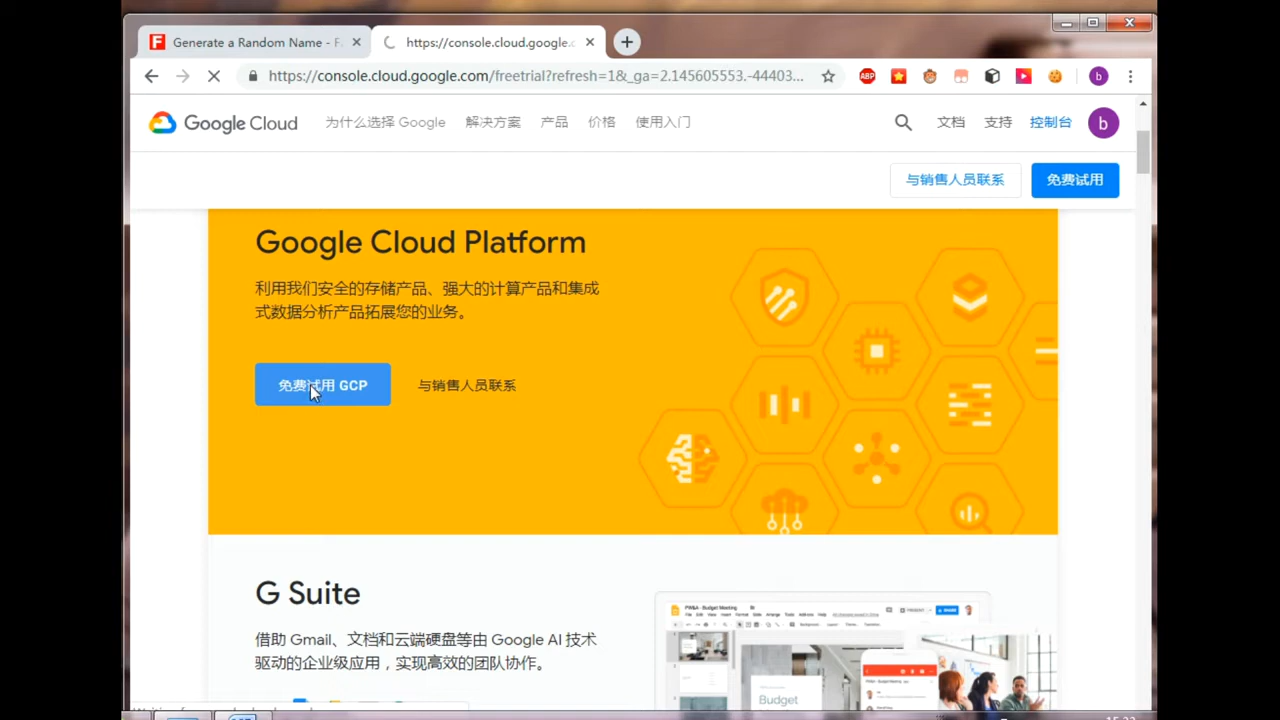 Generate a Random Name - F
https://console.cloud.google.c
https://console.cloud.google.com/freetrial?refresh=1&_ga=2.145605553.-44403...
ABP
b
Google Cloud
为什么选择 Google
解决方案
产品
价格
使用入门
文档
支持
控制台
b
与销售人员联系
免费试用
Google Cloud Platform
利用我们安全的存储产品、强大的计算产品和集成
式数据分析产品拓展您的业务。
免费试用 GCP
与销售人员联系
G Suite
借助 Gmail、文档和云端硬盘等由 Google AI 技术
驱动的企业级应用，实现高效的团队协作。
Budget